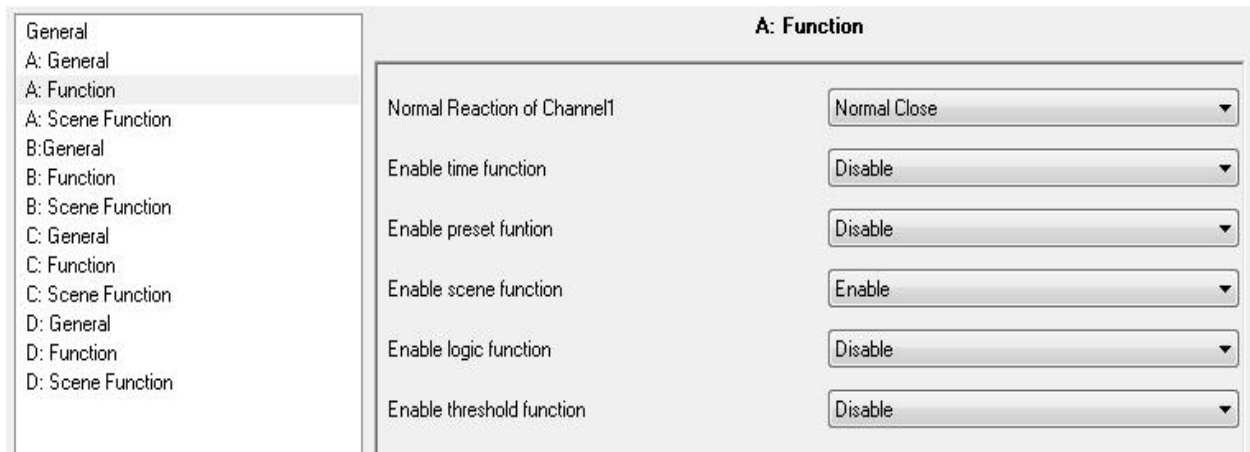 General
A: General
A: Function
A: Scene Function
B:General
B: Function
B: Scene Function
C: General
C: Function
C: Scene Function
D: General
D: Function
D: Scene Function
A: Function
Normal Reaction of Channel1 Normal Close
Enable time function Disable
Enable preset funtion Disable
Enable scene function Enable
Enable logic function Disable
Enable threshold function Disable